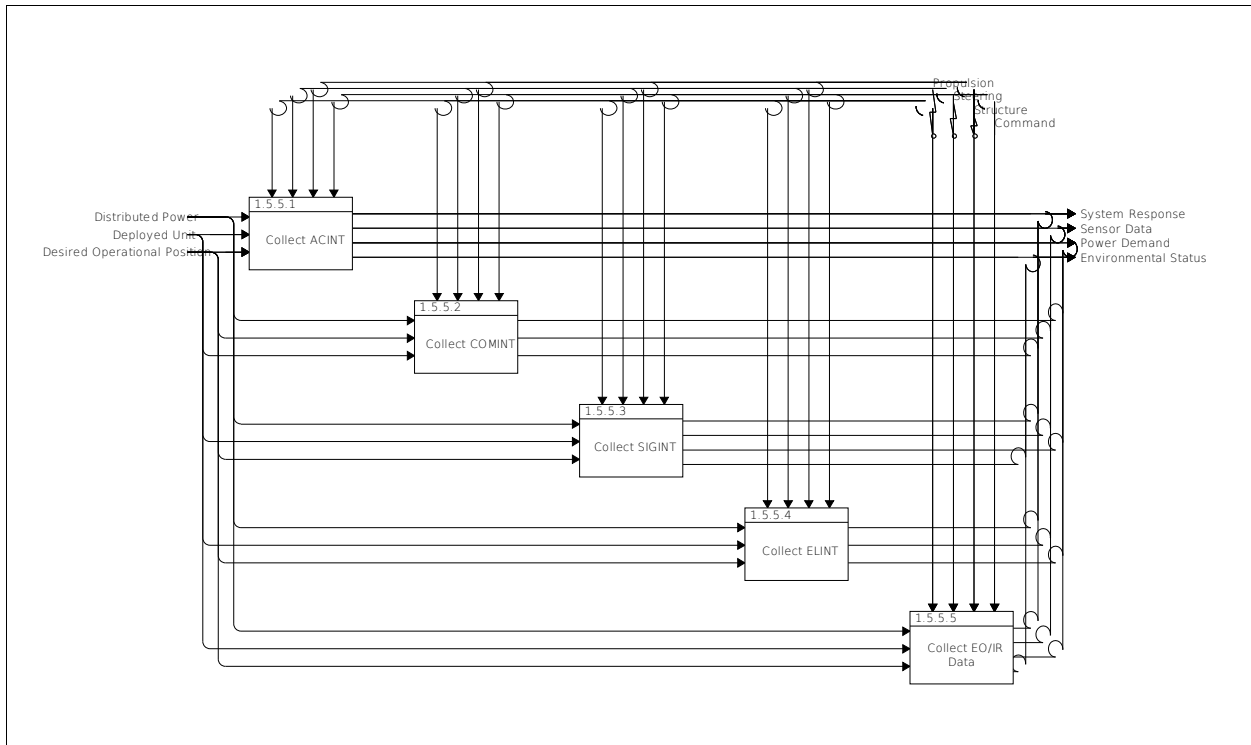 Propulsion
Steering
Structure
Command
1.5.5.1
Collect ACINT
Distributed Power
Deployed Unit
Desired Operational Position
System Response
Sensor Data
Power Demand
Environmental Status
1.5.5.2
Collect COMINT
1.5.5.3
Collect SIGINT
1.5.5.4
Collect ELINT
1.5.5.5
Collect EO/IR
Data